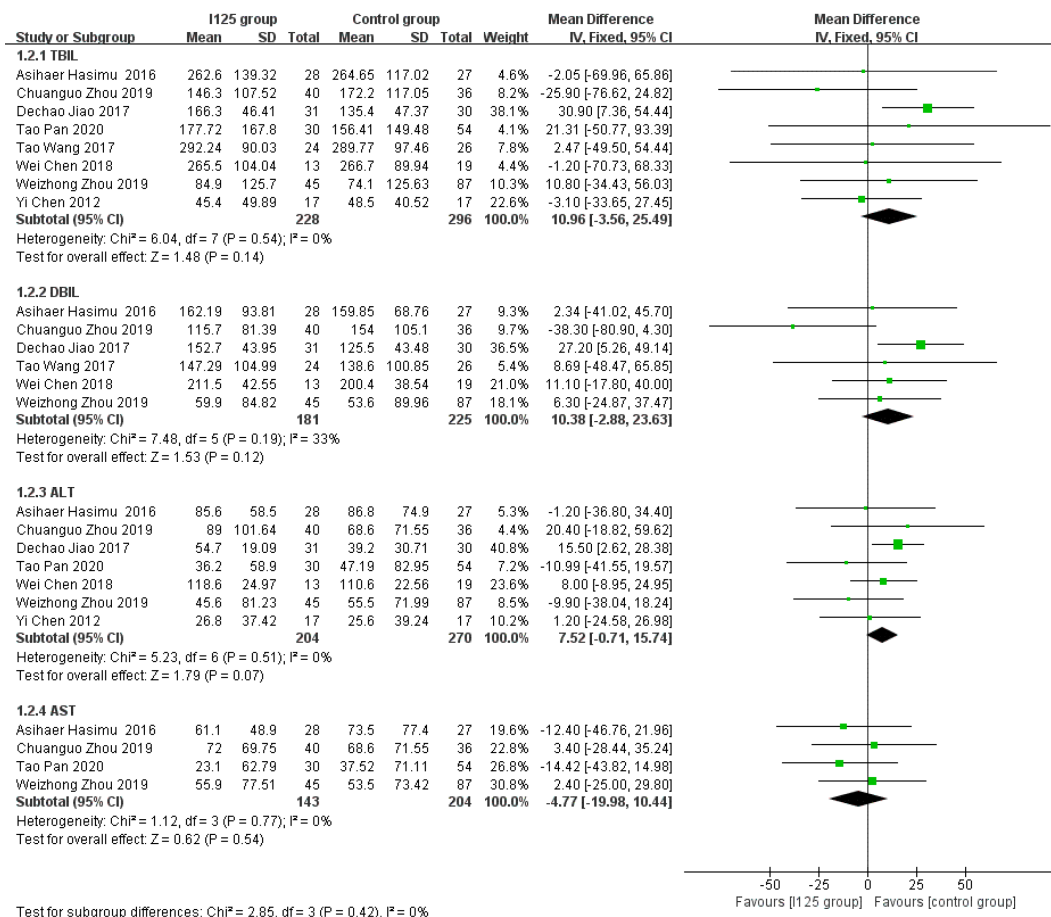 I125 group Control group Mean Difference Mean Difference
Study or Subgroup Mean SD Total Mean SD Total Weight IV, Fixed, 95% CI IV, Fixed, 95% CI
1.2.1 TBIL
Asihaer Hasimu 2016 262.6 139.32 28 264.65 117.02 27 4.6% -2.05 [-69.96, 65.86]
Chuanguo Zhou 2019 146.3 107.52 40 172.2 117.05 36 8.2% -25.90 [-76.62, 24.82]
Dechao Jiao 2017 166.3 46.41 31 135.4 47.37 30 38.1% 30.90 [7.36, 54.44]
Tao Pan 2020 177.72 167.8 30 156.41 149.48 54 4.1% 21.31 [-50.77, 93.39]
Tao Wang 2017 292.24 90.03 24 289.77 97.46 26 7.8% 2.47 [-49.50, 54.44]
Wei Chen 2018 265.5 104.04 13 266.7 89.94 19 4.4% -1.20 [-70.73, 68.33]
Weizhong Zhou 2019 84.9 125.7 45 74.1 125.63 87 10.3% 10.80 [-34.43, 56.03]
Yi Chen 2012 45.4 49.89 17 48.5 40.52 17 22.6% -3.10 [-33.65, 27.45]
Subtotal (95% CI) 228 296 100.0% 10.96 [-3.56, 25.49]
Heterogeneity: Chi² = 6.04, df = 7 (P = 0.54); I² = 0%
Test for overall effect: Z = 1.48 (P = 0.14)
1.2.2 DBIL
Asihaer Hasimu 2016 162.19 93.81 28 159.85 68.76 27 9.3% 2.34 [-41.02, 45.70]
Chuanguo Zhou 2019 115.7 81.39 40 154 105.1 36 9.7% -38.30 [-80.90, 4.30]
Dechao Jiao 2017 152.7 43.95 31 125.5 43.48 30 36.5% 27.20 [5.26, 49.14]
Tao Wang 2017 147.29 104.99 24 138.6 100.85 26 5.4% 8.69 [-48.47, 65.85]
Wei Chen 2018 211.5 42.55 13 200.4 38.54 19 21.0% 11.10 [-17.80, 40.00]
Weizhong Zhou 2019 59.9 84.82 45 53.6 89.96 87 18.1% 6.30 [-24.87, 37.47]
Subtotal (95% CI) 181 225 100.0% 10.38 [-2.88, 23.63]
Heterogeneity: Chi² = 7.48, df = 5 (P = 0.19); I² = 33%
Test for overall effect: Z = 1.53 (P = 0.12)
1.2.3 ALT
Asihaer Hasimu 2016 85.6 58.5 28 86.8 74.9 27 5.3% -1.20 [-36.80, 34.40]
Chuanguo Zhou 2019 89 101.64 40 68.6 71.55 36 4.4% 20.40 [-18.82, 59.62]
Dechao Jiao 2017 54.7 19.09 31 39.2 30.71 30 40.8% 15.50 [2.62, 28.38]
Tao Pan 2020 36.2 58.9 30 47.19 82.95 54 7.2% -10.99 [-41.55, 19.57]
Wei Chen 2018 118.6 24.97 13 110.6 22.56 19 23.6% 8.00 [-8.95, 24.95]
Weizhong Zhou 2019 45.6 81.23 45 55.5 71.99 87 8.5% -9.90 [-38.04, 18.24]
Yi Chen 2012 26.8 37.42 17 25.6 39.24 17 10.2% 1.20 [-24.58, 26.98]
Subtotal (95% CI) 204 270 100.0% 7.52 [-0.71, 15.74]
Heterogeneity: Chi² = 5.23, df = 6 (P = 0.51); I² = 0%
Test for overall effect: Z = 1.79 (P = 0.07)
1.2.4 AST
Asihaer Hasimu 2016 61.1 48.9 28 73.5 77.4 27 19.6% -12.40 [-46.76, 21.96]
Chuanguo Zhou 2019 72 69.75 40 68.6 71.55 36 22.8% 3.40 [-28.44, 35.24]
Tao Pan 2020 23.1 62.79 30 37.52 71.11 54 26.8% -14.42 [-43.82, 14.98]
Weizhong Zhou 2019 55.9 77.51 45 53.5 73.42 87 30.8% 2.40 [-25.00, 29.80]
Subtotal (95% CI) 143 204 100.0% -4.77 [-19.98, 10.44]
Heterogeneity: Chi² = 1.12, df = 3 (P = 0.77); I² = 0%
Test for overall effect: Z = 0.62 (P = 0.54)
-50 -25 0 25 50
Favours [I125 group] Favours [control group]
Test for subgroup differences: Chi² = 2.85, df = 3 (P = 0.42), I² = 0%